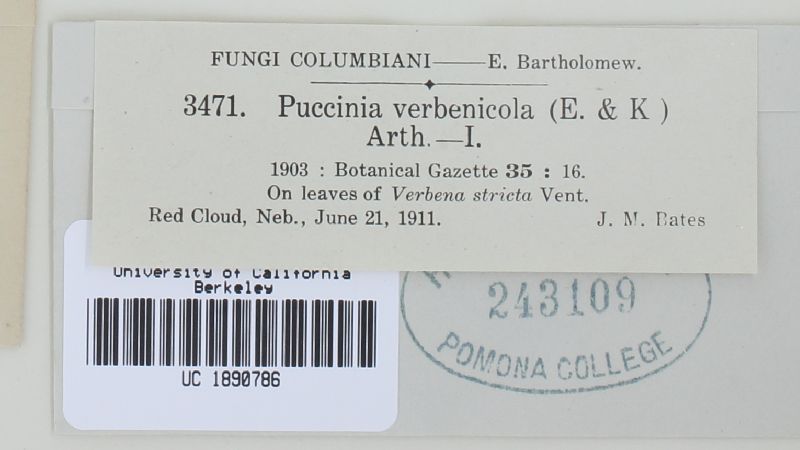 FUNGI COLUMBIANI—E. Bartholomew.
3471. Puccinia verbenicola (E. & K )
Arth.—I.
1903 : Botanical Gazette 35 : 16.
On leaves of Verbena stricta Vent.
Red Cloud, Neb., June 21, 1911. J. M. Bates
University of California
Berkeley
UC 1890786
243109
POMONA COLLEGE